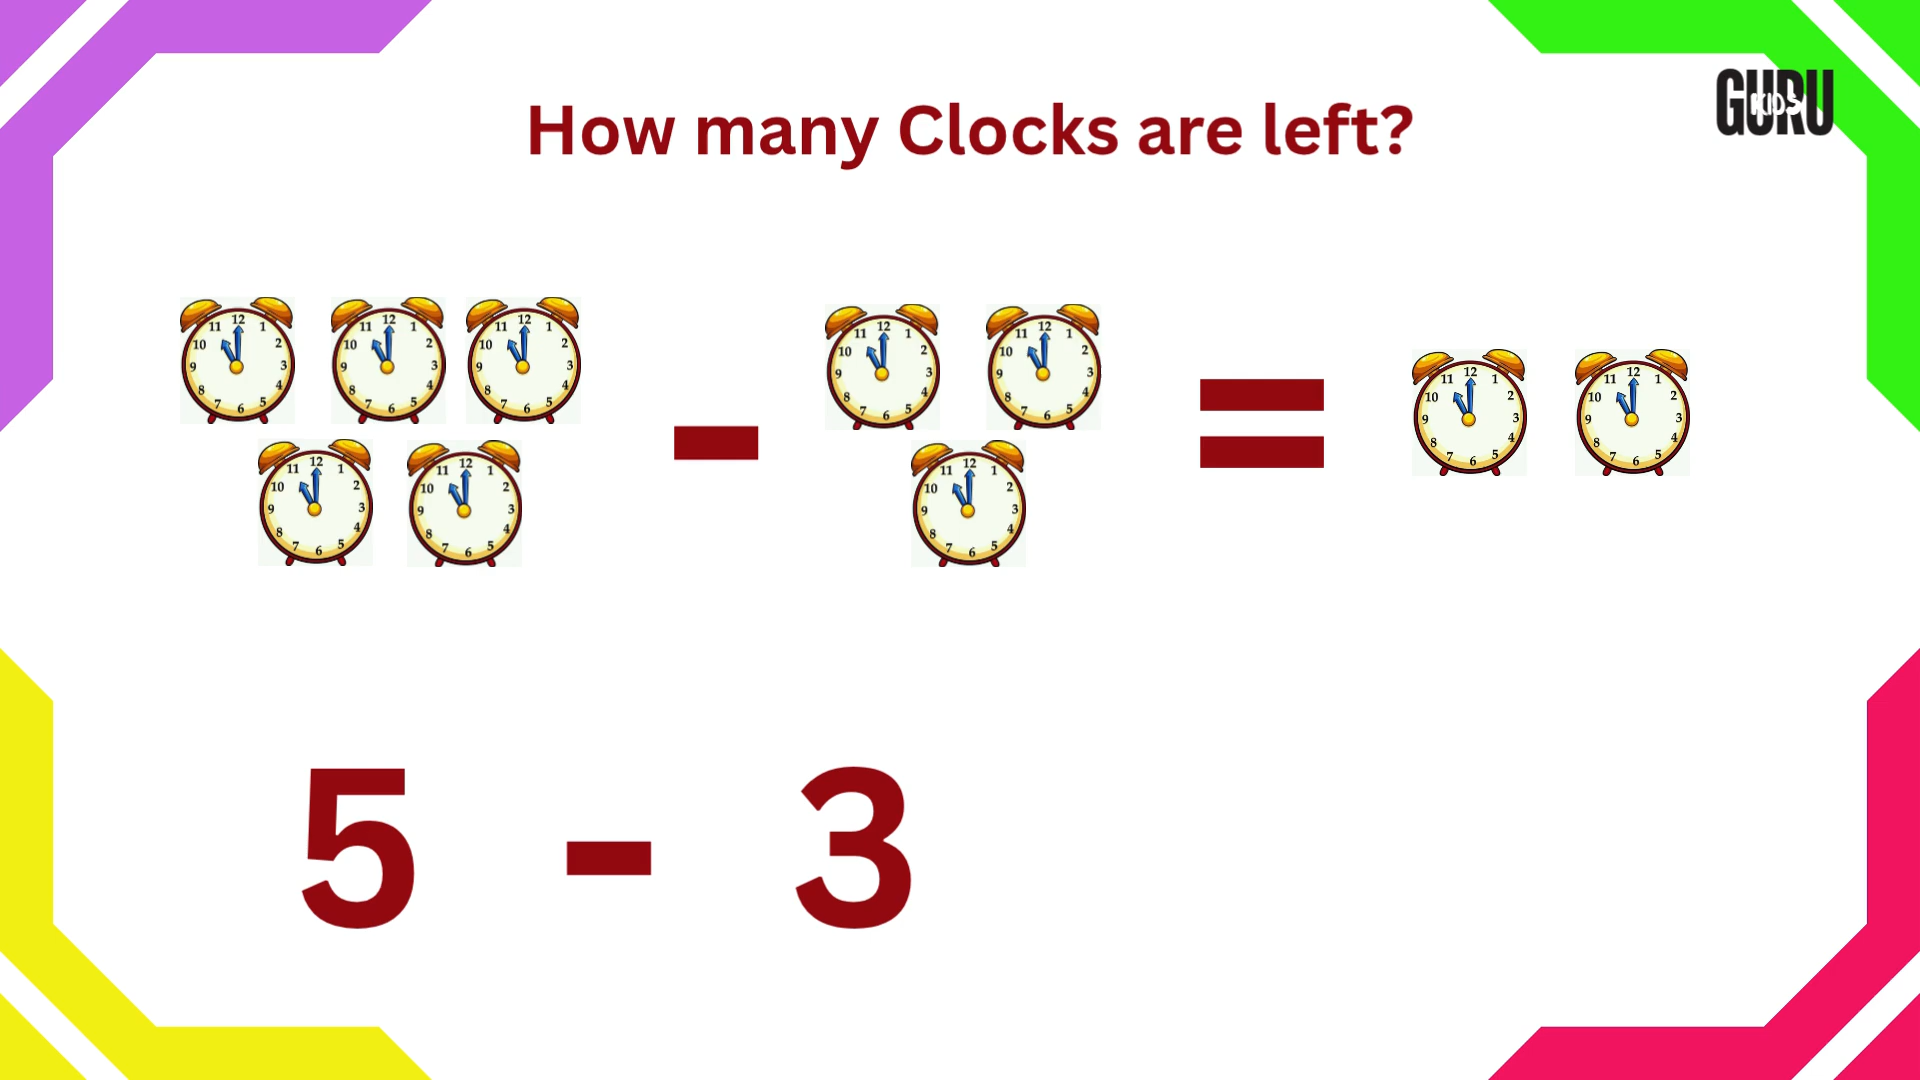 How many Clocks are left?
GURU
KIDS
- =
5 - 3